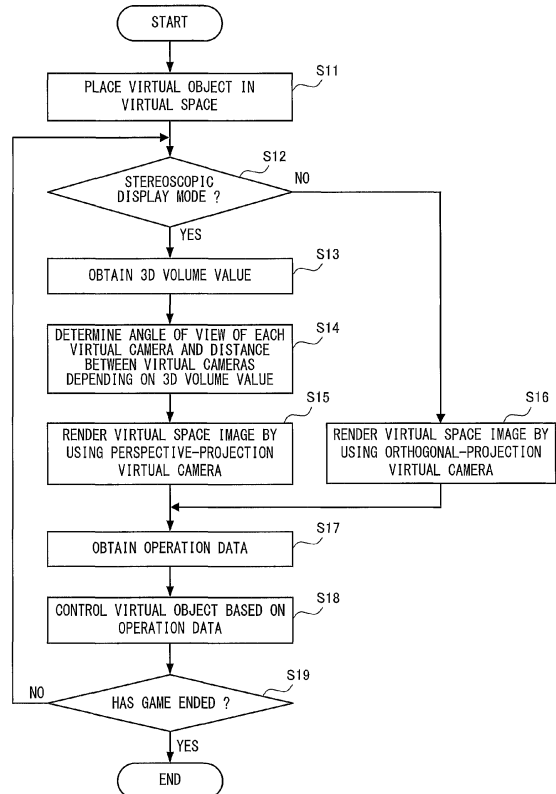 START
S11
PLACE VIRTUAL OBJECT IN
VIRTUAL SPACE
S12
STEREOSCOPIC
DISPLAY MODE ?
NO
YES
S13
OBTAIN 3D VOLUME VALUE
S14
DETERMINE ANGLE OF VIEW OF EACH
VIRTUAL CAMERA AND DISTANCE
BETWEEN VIRTUAL CAMERAS
DEPENDING ON 3D VOLUME VALUE
S15
RENDER VIRTUAL SPACE IMAGE BY
USING PERSPECTIVE-PROJECTION
VIRTUAL CAMERA
S16
RENDER VIRTUAL SPACE IMAGE BY
USING ORTHOGONAL-PROJECTION
VIRTUAL CAMERA
S17
OBTAIN OPERATION DATA
S18
CONTROL VIRTUAL OBJECT BASED ON
OPERATION DATA
S19
NO
HAS GAME ENDED ?
YES
END